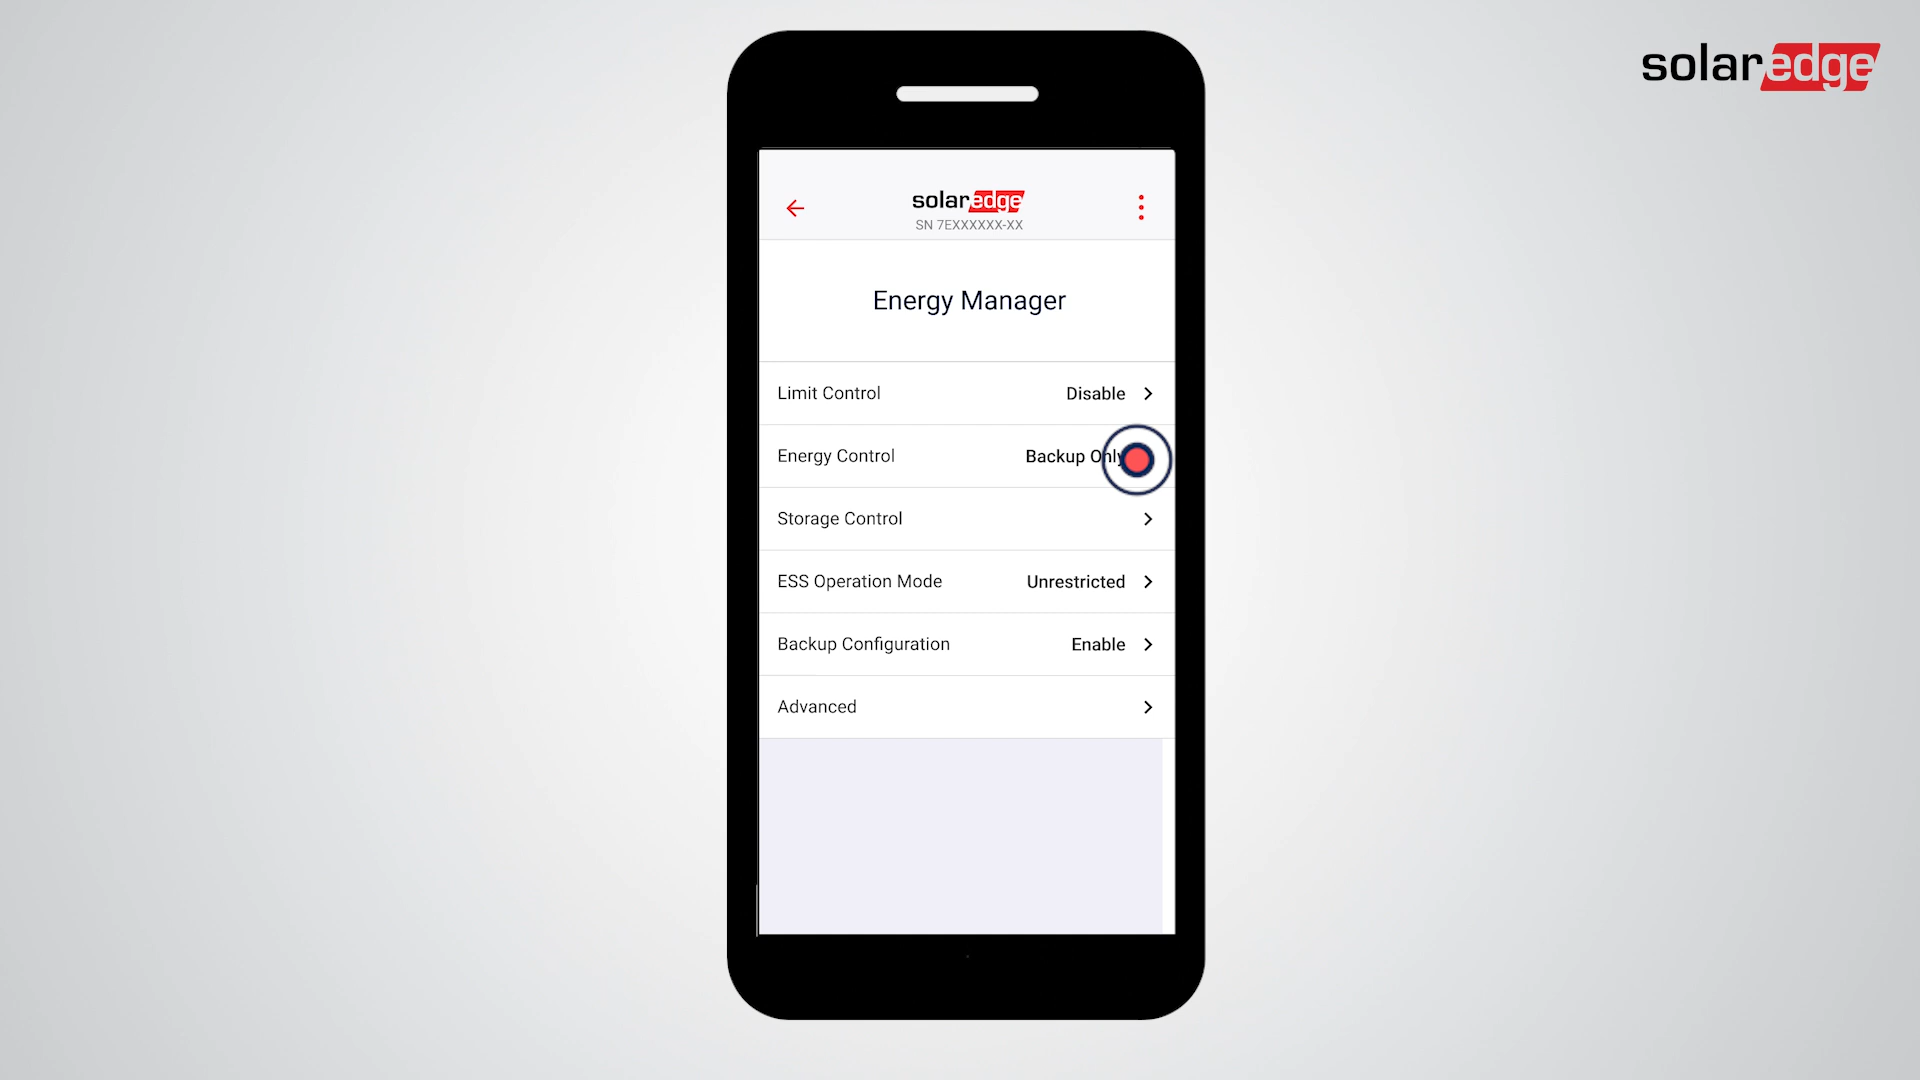 solaredge
solaredge
SN 7EXXXXXX-XX
Energy Manager
Limit Control Disable
Energy Control Backup Only
Storage Control
ESS Operation Mode Unrestricted
Backup Configuration Enable
Advanced